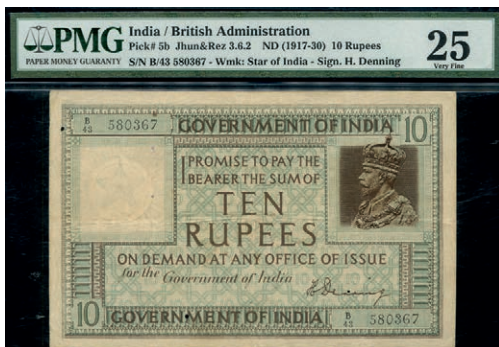 PMG
PAPER MONEY GUARANTY
India / British Administration
Pick# 5b Jhun&Rez 3.6.2 ND (1917-30) 10 Rupees
S/N B/43 580367 - Wmk: Star of India - Sign. H. Denning
25
Very Fine
B/43 580367 GOVERNMENT OF INDIA 10
I PROMISE TO PAY THE
BEARER THE SUM OF
TEN
RUPEES
ON DEMAND AT ANY OFFICE OF ISSUE
for the Government of India
H. Denning
10 GOVERNMENT OF INDIA B/43 580367